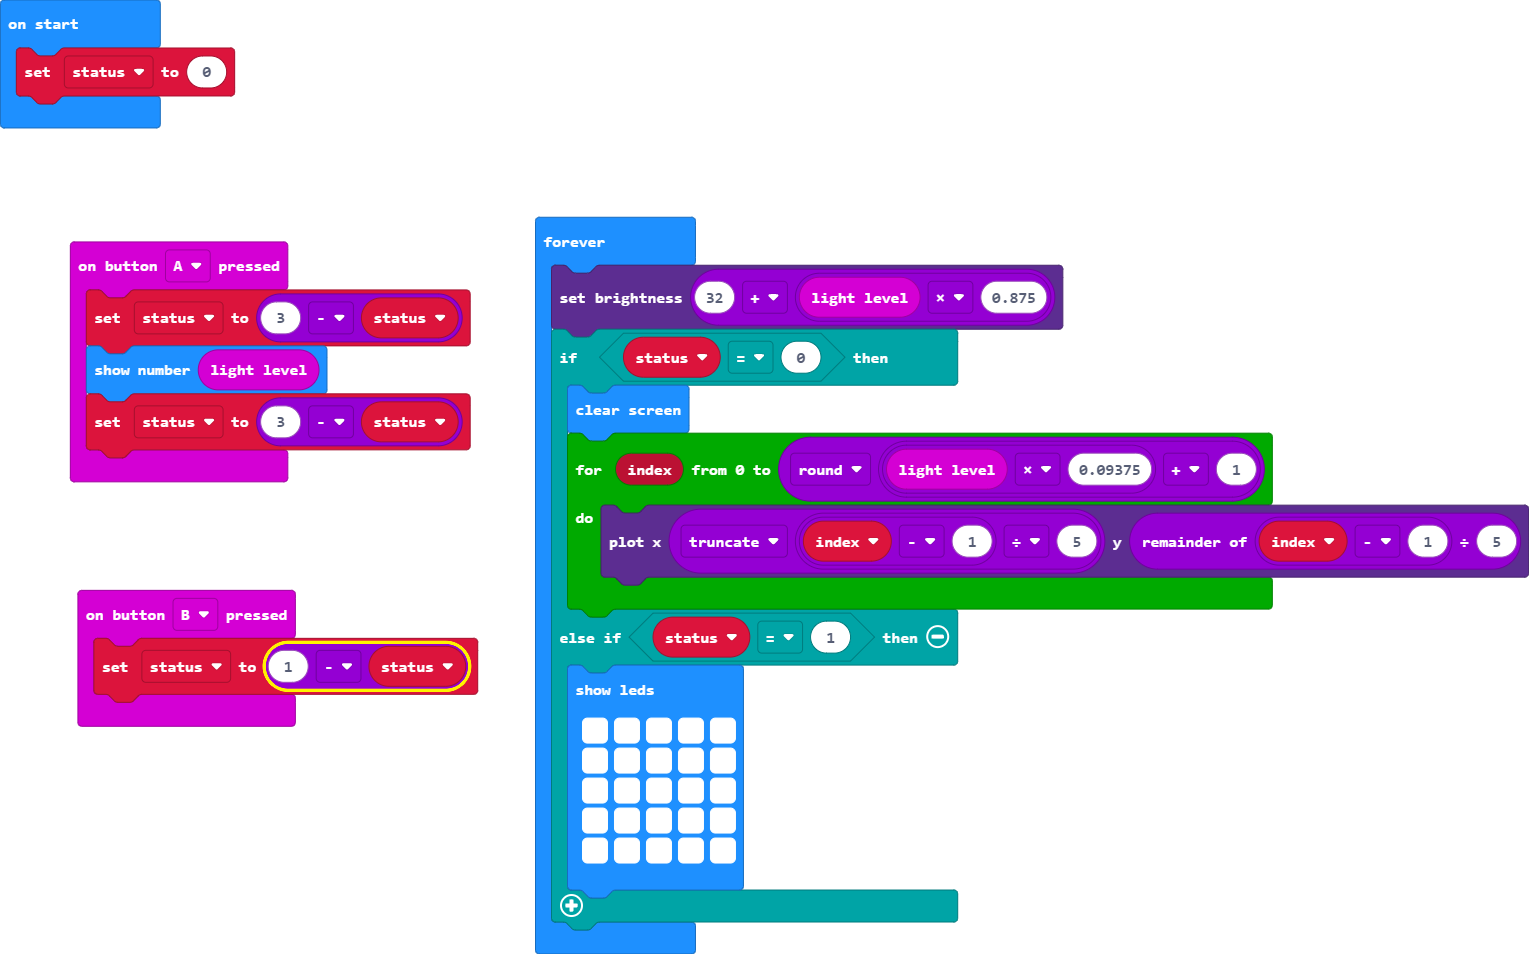 on start
set status to 0
on button A pressed
set status to 3 - status
show number light level
set status to 3 - status
on button B pressed
set status to 1 - status
forever
set brightness 32 + light level × 0.875
if status = 0 then
clear screen
for index from 0 to round light level × 0.09375 + 1
do plot x truncate index - 1 ÷ 5 y remainder of index - 1 ÷ 5
else if status = 1 then
show leds